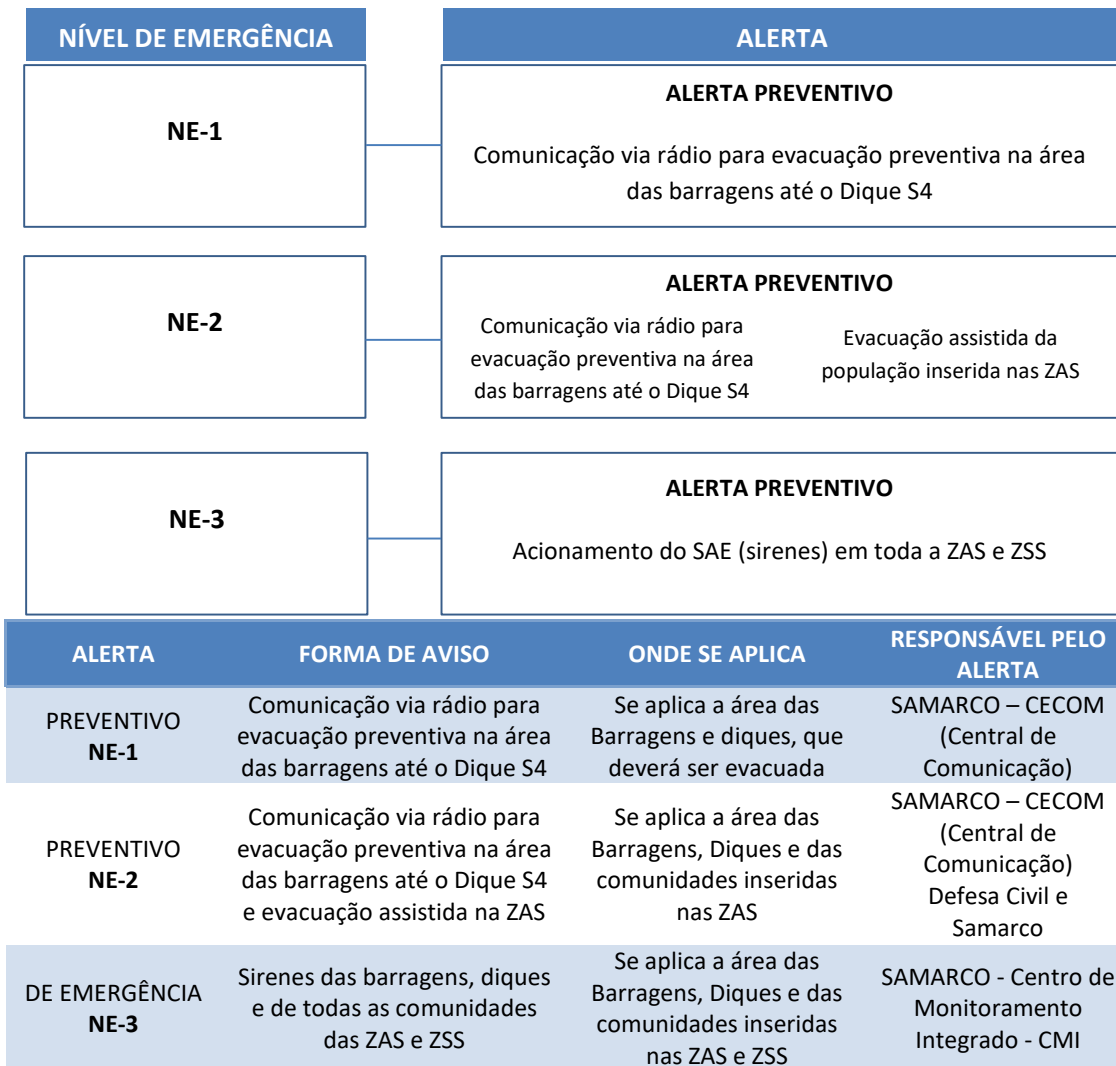 NÍVEL DE EMERGÊNCIA
ALERTA
NE-1
ALERTA PREVENTIVO
Comunicação via rádio para evacuação preventiva na área
das barragens até o Dique S4
NE-2
ALERTA PREVENTIVO
Comunicação via rádio para
evacuação preventiva na área
das barragens até o Dique S4
Evacuação assistida da
população inserida nas ZAS
NE-3
ALERTA PREVENTIVO
Acionamento do SAE (sirenes) em toda a ZAS e ZSS
ALERTA
FORMA DE AVISO
ONDE SE APLICA
RESPONSÁVEL PELO
ALERTA
PREVENTIVO
NE-1
Comunicação via rádio para
evacuação preventiva na área
das barragens até o Dique S4
Se aplica a área das
Barragens e diques, que
deverá ser evacuada
SAMARCO – CECOM
(Central de
Comunicação)
PREVENTIVO
NE-2
Comunicação via rádio para
evacuação preventiva na área
das barragens até o Dique S4
e evacuação assistida na ZAS
Se aplica a área das
Barragens, Diques e das
comunidades inseridas
nas ZAS
SAMARCO – CECOM
(Central de
Comunicação)
Defesa Civil e
Samarco
DE EMERGÊNCIA
NE-3
Sirenes das barragens, diques
e de todas as comunidades
das ZAS e ZSS
Se aplica a área das
Barragens, Diques e das
comunidades inseridas
nas ZAS e ZSS
SAMARCO - Centro de
Monitoramento
Integrado - CMI